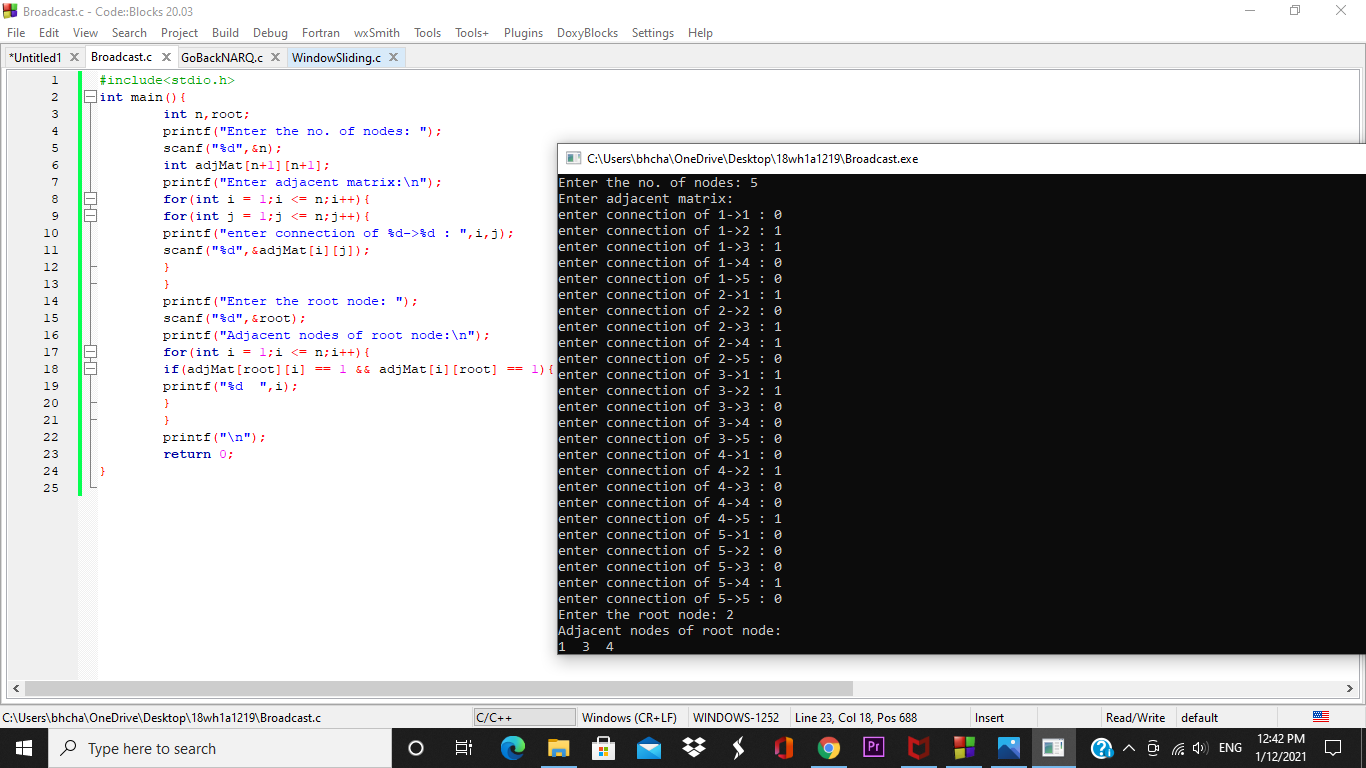 Broadcast.c - Code::Blocks 20.03
File Edit View Search Project Build Debug Fortran wxSmith Tools Tools+ Plugins DoxyBlocks Settings Help
*Untitled1 Broadcast.c GoBackNARQ.c WindowSliding.c
1 #include<stdio.h>
2 int main(){
3 int n,root;
4 printf("Enter the no. of nodes: ");
5 scanf("%d",&n);
6 int adjMat[n+1][n+1];
7 printf("Enter adjacent matrix:\n");
8 for(int i = 1;i <= n;i++){
9 for(int j = 1;j <= n;j++){
10 printf("enter connection of %d->%d : ",i,j);
11 scanf("%d",&adjMat[i][j]);
12 }
13 }
14 printf("Enter the root node: ");
15 scanf("%d",&root);
16 printf("Adjacent nodes of root node:\n");
17 for(int i = 1;i <= n;i++){
18 if(adjMat[root][i] == 1 && adjMat[i][root] == 1){
19 printf("%d  ",i);
20 }
21 }
22 printf("\n");
23 return 0;
24 }
25
C:\Users\bhcha\OneDrive\Desktop\18wh1a1219\Broadcast.exe
Enter the no. of nodes: 5
Enter adjacent matrix:
enter connection of 1->1 : 0
enter connection of 1->2 : 1
enter connection of 1->3 : 1
enter connection of 1->4 : 0
enter connection of 1->5 : 0
enter connection of 2->1 : 1
enter connection of 2->2 : 0
enter connection of 2->3 : 1
enter connection of 2->4 : 1
enter connection of 2->5 : 0
enter connection of 3->1 : 1
enter connection of 3->2 : 1
enter connection of 3->3 : 0
enter connection of 3->4 : 0
enter connection of 3->5 : 0
enter connection of 4->1 : 0
enter connection of 4->2 : 1
enter connection of 4->3 : 0
enter connection of 4->4 : 0
enter connection of 4->5 : 1
enter connection of 5->1 : 0
enter connection of 5->2 : 0
enter connection of 5->3 : 0
enter connection of 5->4 : 1
enter connection of 5->5 : 0
Enter the root node: 2
Adjacent nodes of root node:
1  3  4
C:\Users\bhcha\OneDrive\Desktop\18wh1a1219\Broadcast.c C/C++ Windows (CR+LF) WINDOWS-1252 Line 23, Col 18, Pos 688 Insert Read/Write default
Type here to search Pr ENG 12:42 PM
1/12/2021